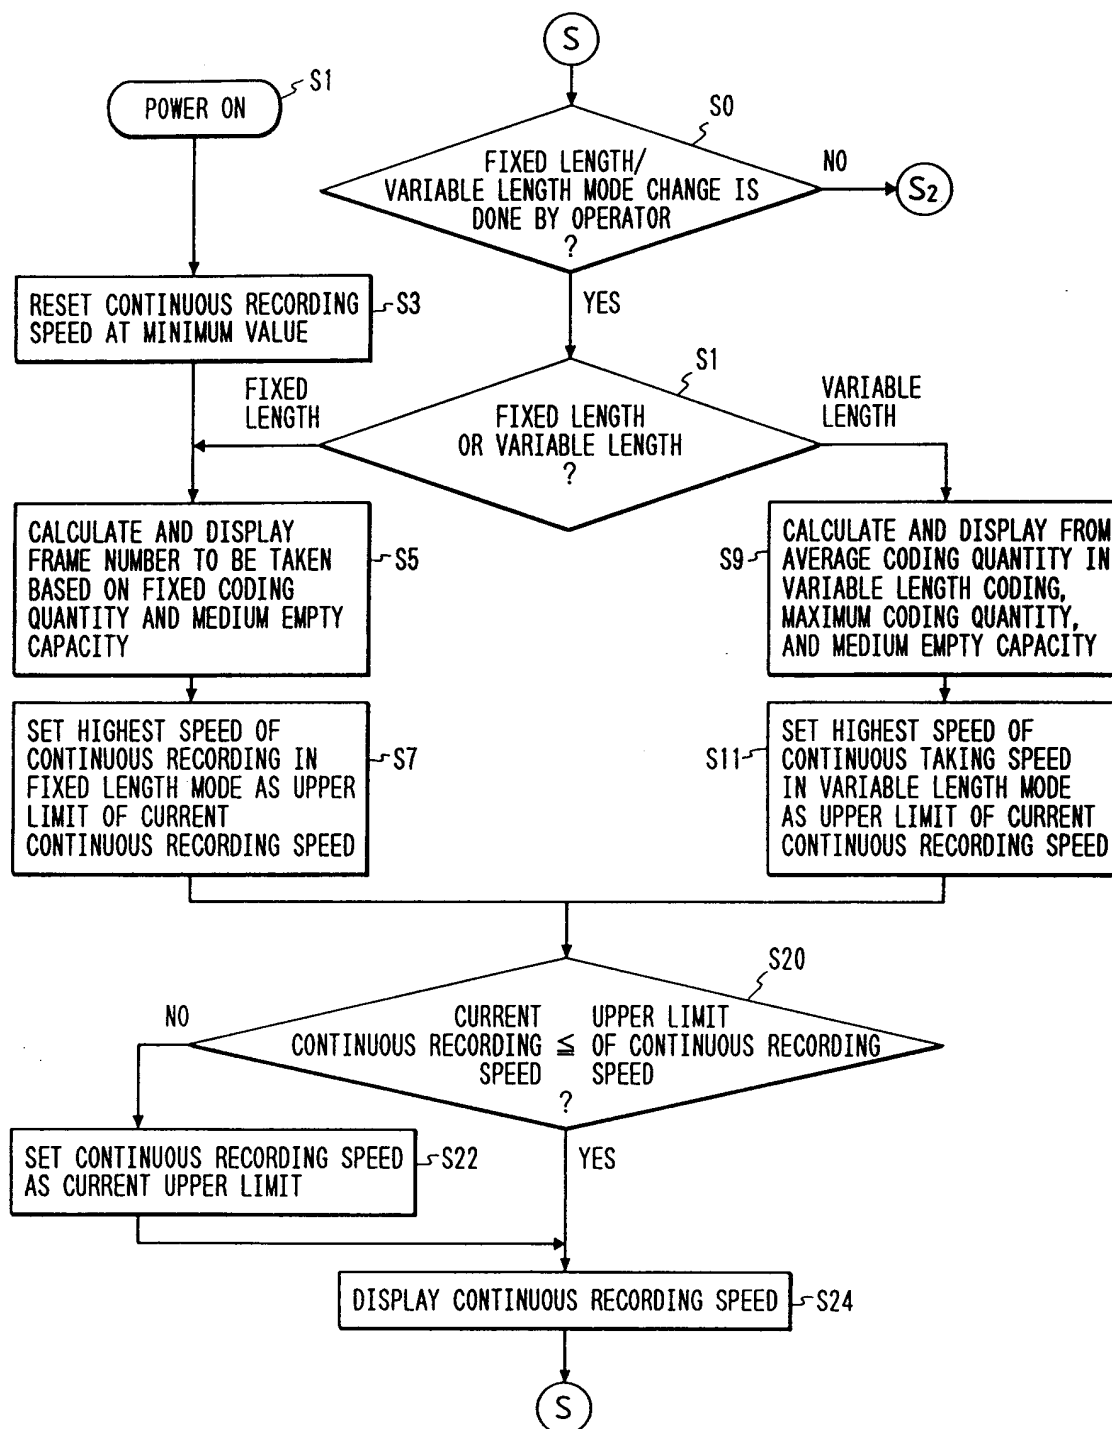 S
S1
POWER ON
S0
FIXED LENGTH/
VARIABLE LENGTH MODE CHANGE IS
DONE BY OPERATOR
?
NO
S2
YES
RESET CONTINUOUS RECORDING
SPEED AT MINIMUM VALUE
S3
S1
FIXED
LENGTH
FIXED LENGTH
OR VARIABLE LENGTH
?
VARIABLE
LENGTH
CALCULATE AND DISPLAY
FRAME NUMBER TO BE TAKEN
BASED ON FIXED CODING
QUANTITY AND MEDIUM EMPTY
CAPACITY
S5
S9
CALCULATE AND DISPLAY FROM
AVERAGE CODING QUANTITY IN
VARIABLE LENGTH CODING,
MAXIMUM CODING QUANTITY,
AND MEDIUM EMPTY CAPACITY
SET HIGHEST SPEED OF
CONTINUOUS RECORDING IN
FIXED LENGTH MODE AS UPPER
LIMIT OF CURRENT
CONTINUOUS RECORDING SPEED
S7
S11
SET HIGHEST SPEED OF
CONTINUOUS TAKING SPEED
IN VARIABLE LENGTH MODE
AS UPPER LIMIT OF CURRENT
CONTINUOUS RECORDING SPEED
S20
NO
CURRENT UPPER LIMIT
CONTINUOUS RECORDING ≦ OF CONTINUOUS RECORDING
SPEED SPEED
?
YES
SET CONTINUOUS RECORDING SPEED
AS CURRENT UPPER LIMIT
S22
DISPLAY CONTINUOUS RECORDING SPEED
S24
S